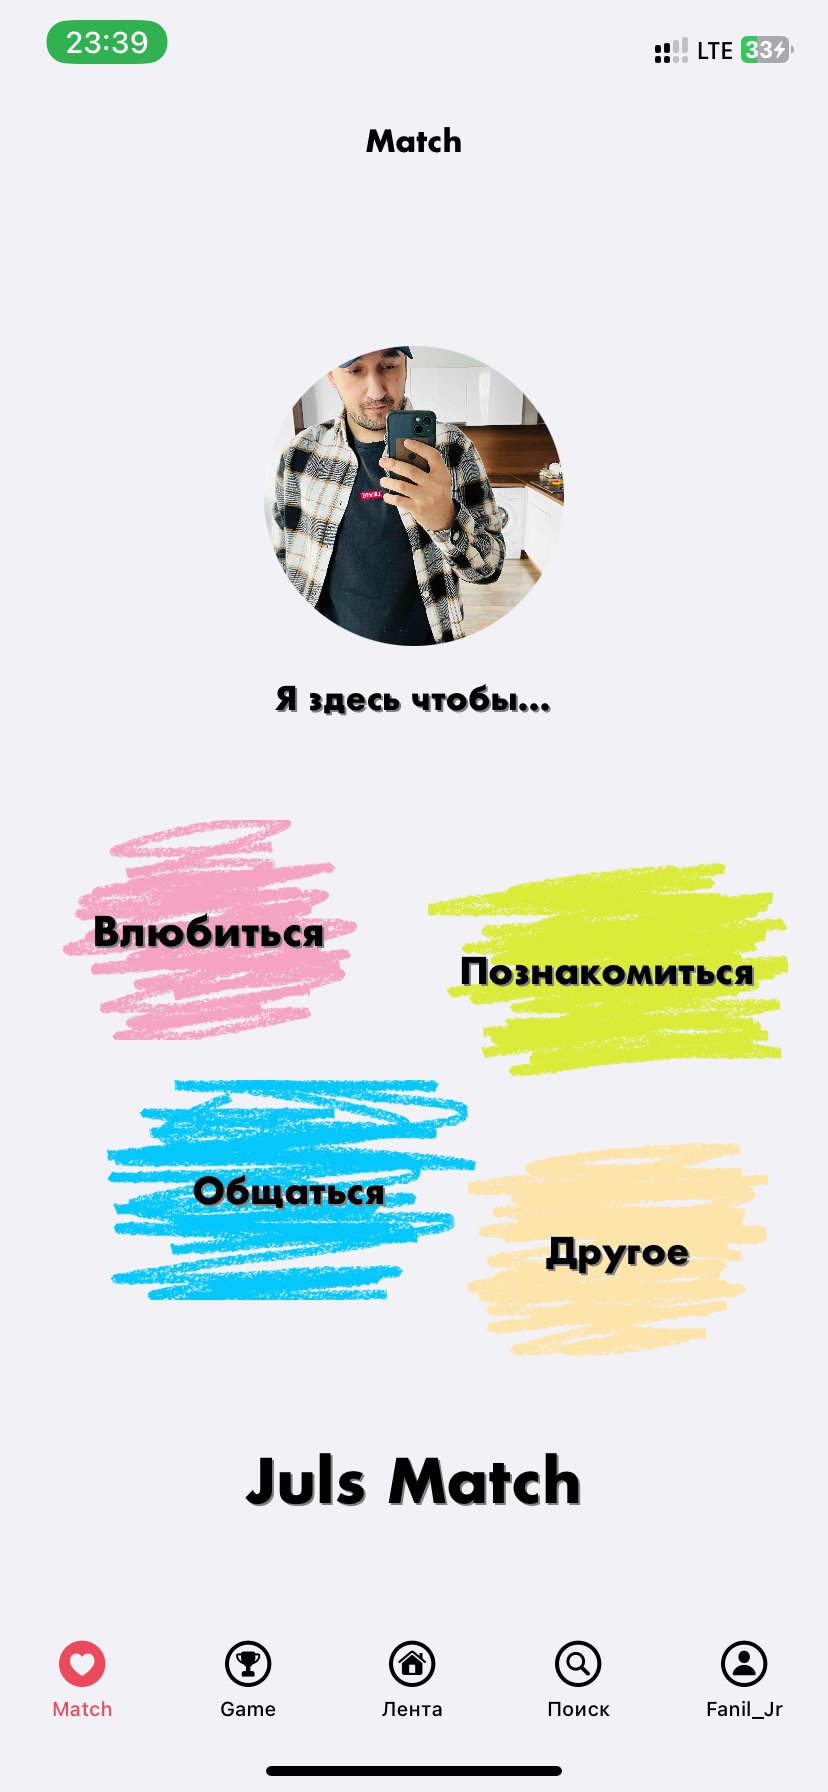 23:39
LTE 33
Match
Я здесь чтобы...
Влюбиться
Познакомиться
Общаться
Другое
Juls Match
Match
Game
Лента
Поиск
Fanil_Jr